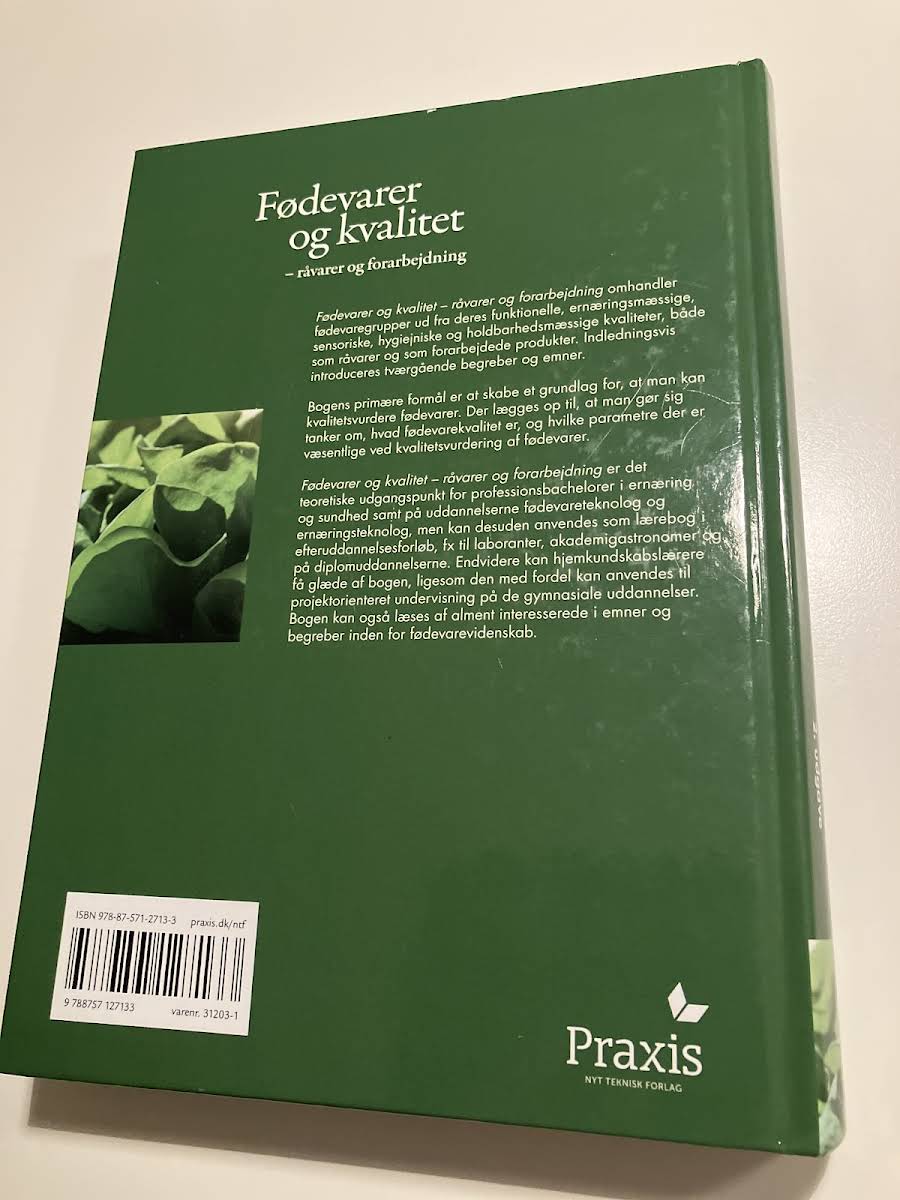 Fødevarer
og kvalitet
– råvarer og forarbejdning
Fødevarer og kvalitet – råvarer og forarbejdning omhandler
fødevaregrupper ud fra deres funktionelle, ernæringsmæssige,
sensoriske, hygiejniske og holdbarhedsmæssige kvaliteter, både
som råvarer og som forarbejdede produkter. Indledningsvis
introduceres tværgående begreber og emner.
Bogens primære formål er at skabe et grundlag for, at man kan
kvalitetsvurdere fødevarer. Der lægges op til, at man gør sig
tanker om, hvad fødevarekvalitet er, og hvilke parametre der er
væsentlige ved kvalitetsvurdering af fødevarer.
Fødevarer og kvalitet – råvarer og forarbejdning er det
teoretiske udgangspunkt for professionsbachelorer i ernæring
og sundhed samt på uddannelserne fødevareteknolog og
ernæringsteknolog, men kan desuden anvendes som lærebog i
efteruddannelsesforløb, fx til laboranter, akademigastronomer og
på diplomuddannelserne. Endvidere kan hjemkundskabslærere
få glæde af bogen, ligesom den med fordel kan anvendes til
projektorienteret undervisning på de gymnasiale uddannelser.
Bogen kan også læses af alment interesserede i emner og
begreber inden for fødevarevidenskab.
2. udgave
ISBN 978-87-571-2713-3 praxis.dk/ntf
9 788757 127133 varenr. 31203-1
Praxis
NYT TEKNISK FORLAG